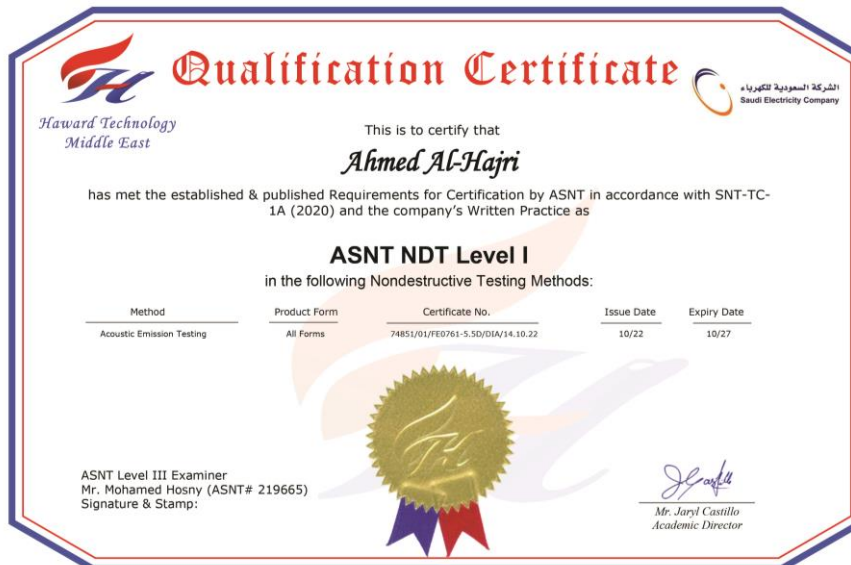 Qualification Certificate
Haward Technology
Middle East
الشركة السعودية للكهرباء
Saudi Electricity Company
This is to certify that
Ahmed Al-Hajri
has met the established & published Requirements for Certification by ASNT in accordance with SNT-TC-
1A (2020) and the company's Written Practice as
ASNT NDT Level I
in the following Nondestructive Testing Methods:
Method Product Form Certificate No. Issue Date Expiry Date
Acoustic Emission Testing All Forms 74851/01/FE0761-5.5D/DIA/14.10.22 10/22 10/27
ASNT Level III Examiner
Mr. Mohamed Hosny (ASNT# 219665)
Signature & Stamp:
Mr. Jaryl Castillo
Academic Director